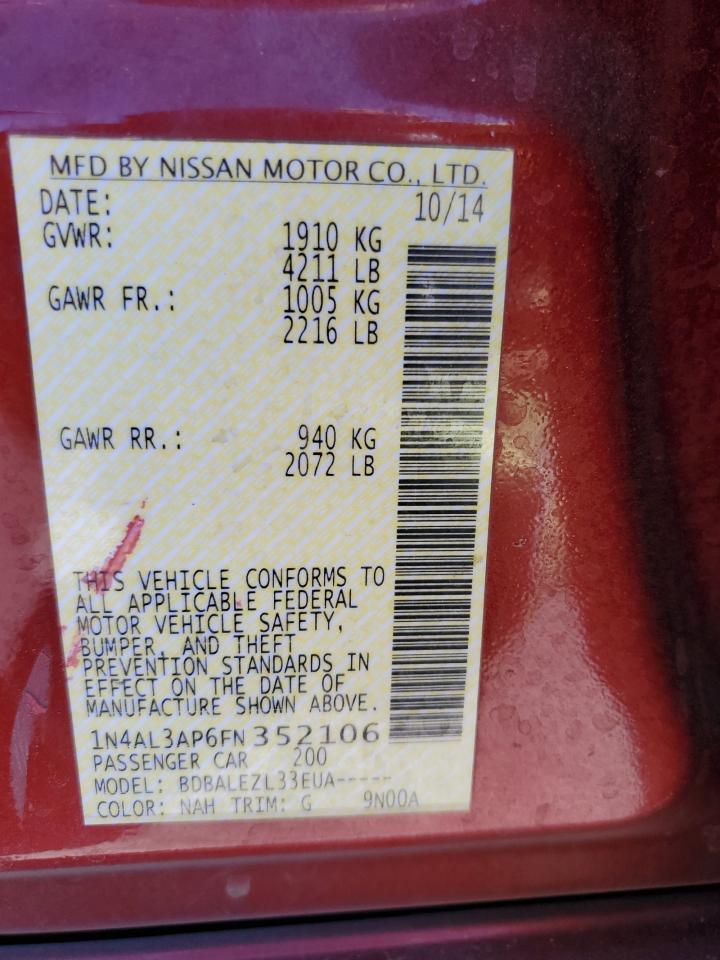 MFD BY NISSAN MOTOR CO., LTD.
DATE: 10/14
GVWR: 1910 KG
4211 LB
GAWR FR.: 1005 KG
2216 LB
GAWR RR.: 940 KG
2072 LB
THIS VEHICLE CONFORMS TO
ALL APPLICABLE FEDERAL
MOTOR VEHICLE SAFETY,
BUMPER, AND THEFT
PREVENTION STANDARDS IN
EFFECT ON THE DATE OF
MANUFACTURE SHOWN ABOVE.
1N4AL3AP6FN352106
PASSENGER CAR 200
MODEL: BDBALEZL33EUA-----
COLOR: NAH TRIM: G 9N00A